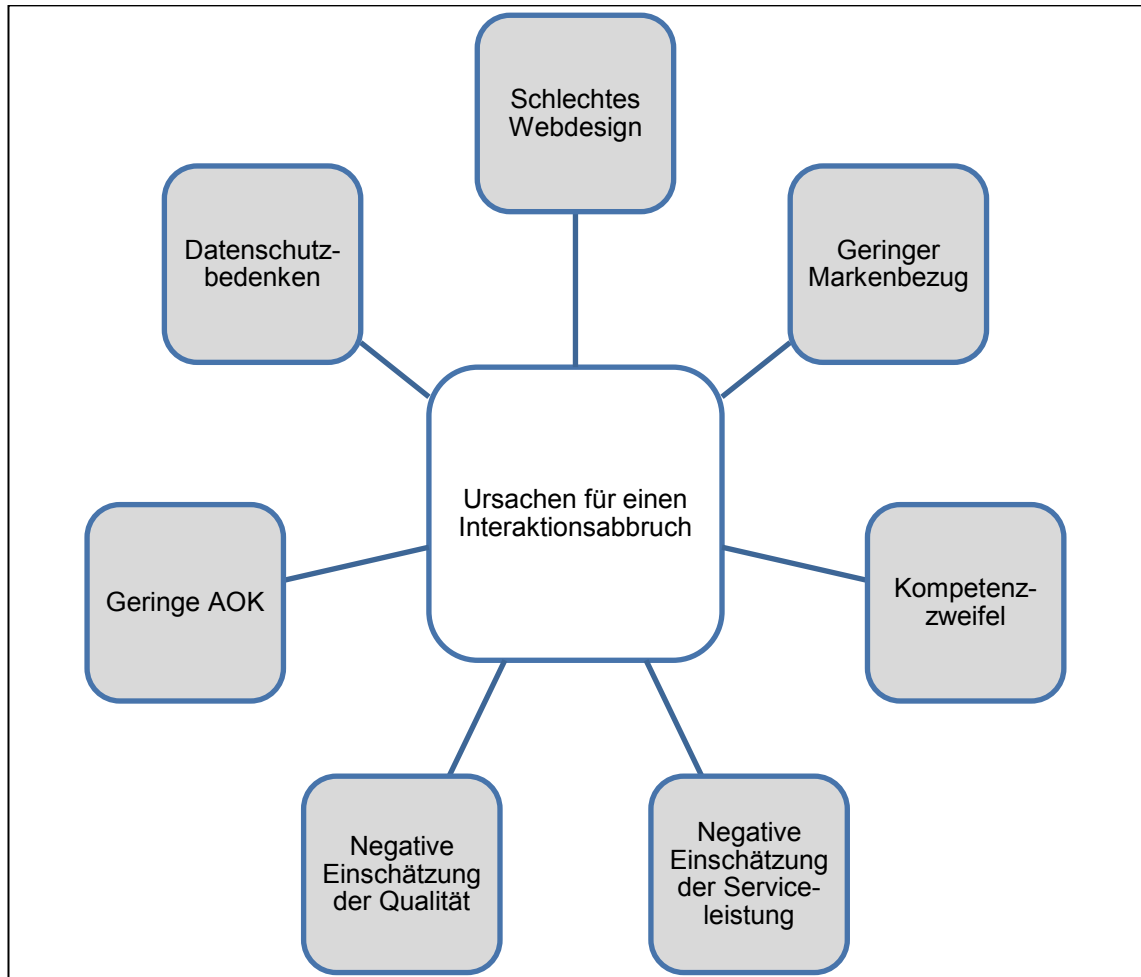 Schlechtes
Webdesign
Datenschutz-
bedenken
Geringer
Markenbezug
Ursachen für einen
Interaktionsabbruch
Geringe AOK
Kompetenz-
zweifel
Negative
Einschätzung
der Qualität
Negative
Einschätzung
der Service-
leistung